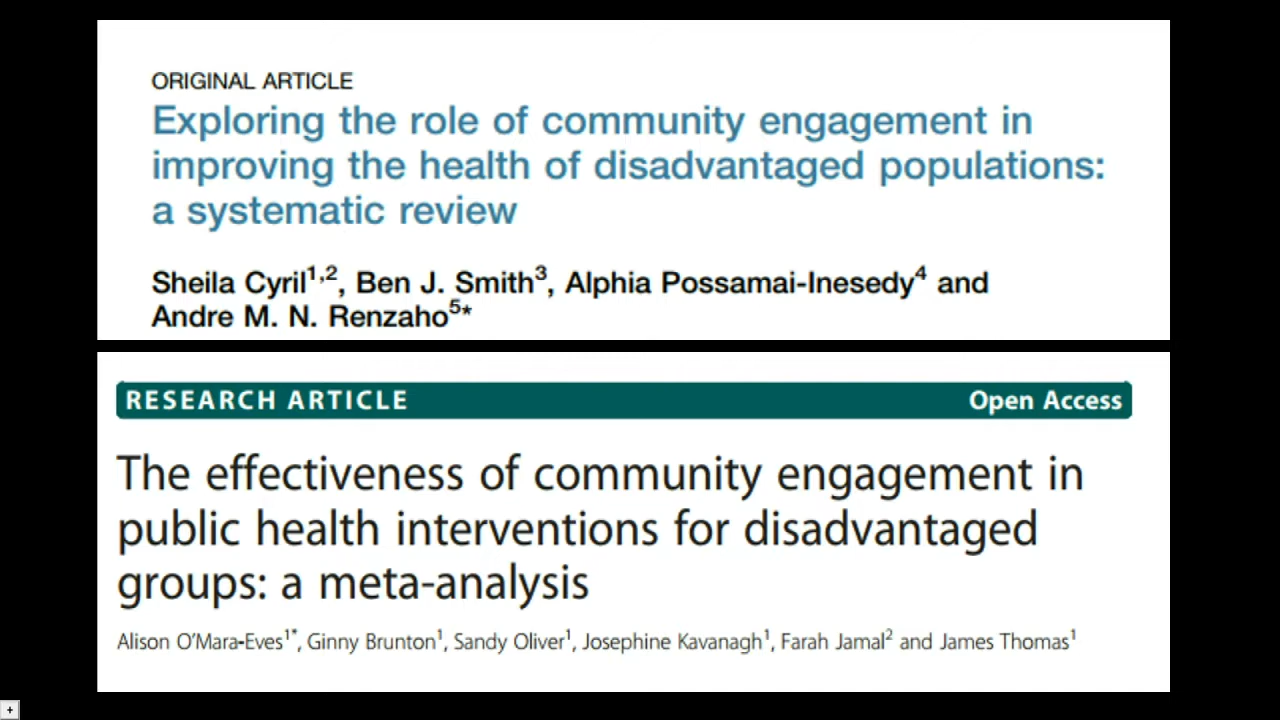 ORIGINAL ARTICLE
Exploring the role of community engagement in
improving the health of disadvantaged populations:
a systematic review
Sheila Cyril1,2, Ben J. Smith3, Alphia Possamai-Inesedy4 and
Andre M. N. Renzaho5*
RESEARCH ARTICLE Open Access
The effectiveness of community engagement in
public health interventions for disadvantaged
groups: a meta-analysis
Alison O’Mara-Eves1*, Ginny Brunton1, Sandy Oliver1, Josephine Kavanagh1, Farah Jamal2 and James Thomas1
+